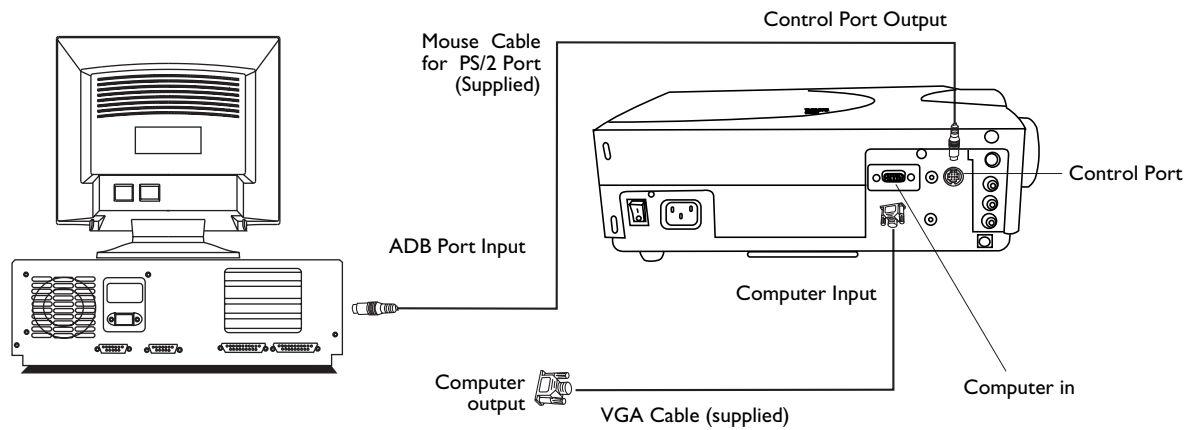 Control Port Output
Mouse Cable
for PS/2 Port
(Supplied)
Control Port
ADB Port Input
Computer Input
Computer in
Computer
output
VGA Cable (supplied)